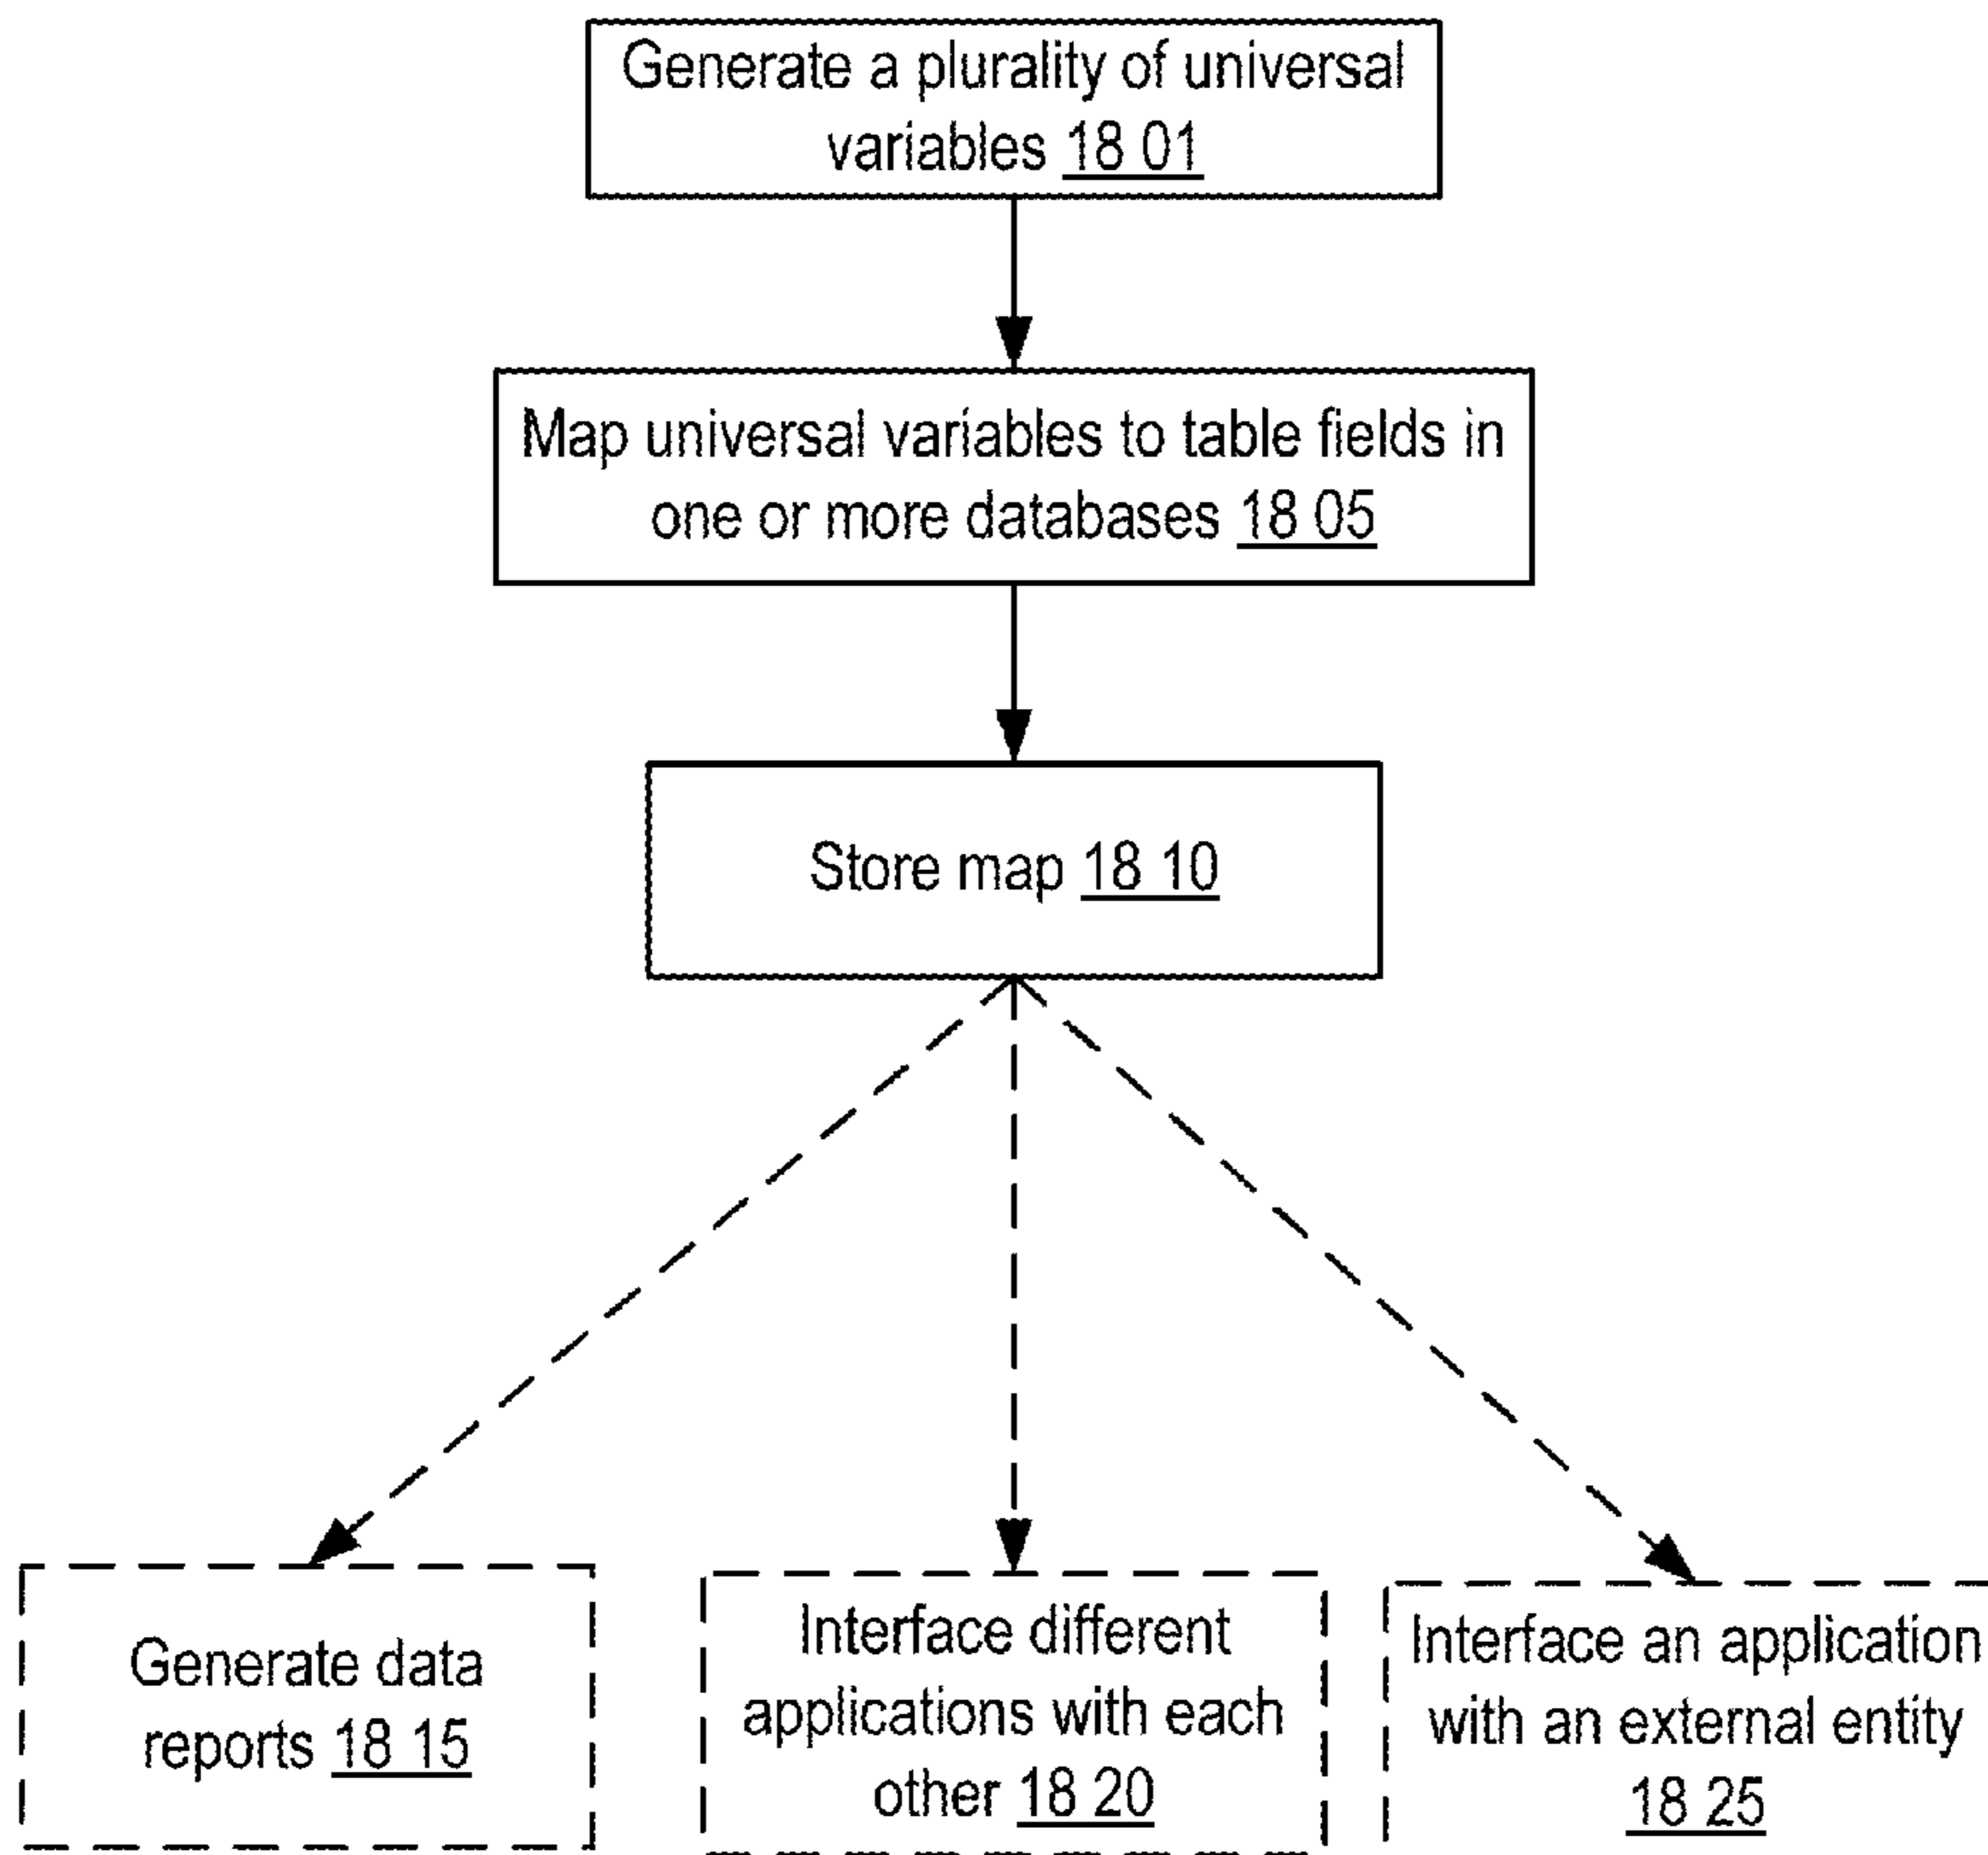 Generate a plurality of universal
variables 18 01
Map universal variables to table fields in
one or more databases 18 05
Store map 18 10
Generate data
reports 18 15
Interface different
applications with each
other 18 20
Interface an application
with an external entity
18 25